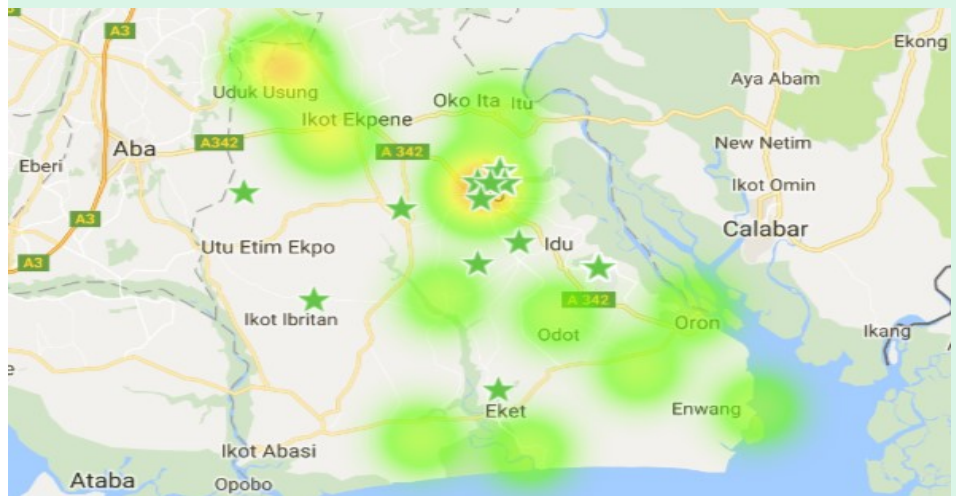 A3
Ekong
Aya Abam
Uduk Usung
Oko Ita
Itu
Ikot Ekpene
A342
Aba
A 342
New Netim
Eberi
Ikot Omin
A3
Calabar
Utu Etim Ekpo
Idu
A3
A 342
Ikot Ibritan
Odot
Oron
Ikang
Eket
Enwang
Ikot Abasi
Ataba
Opobo